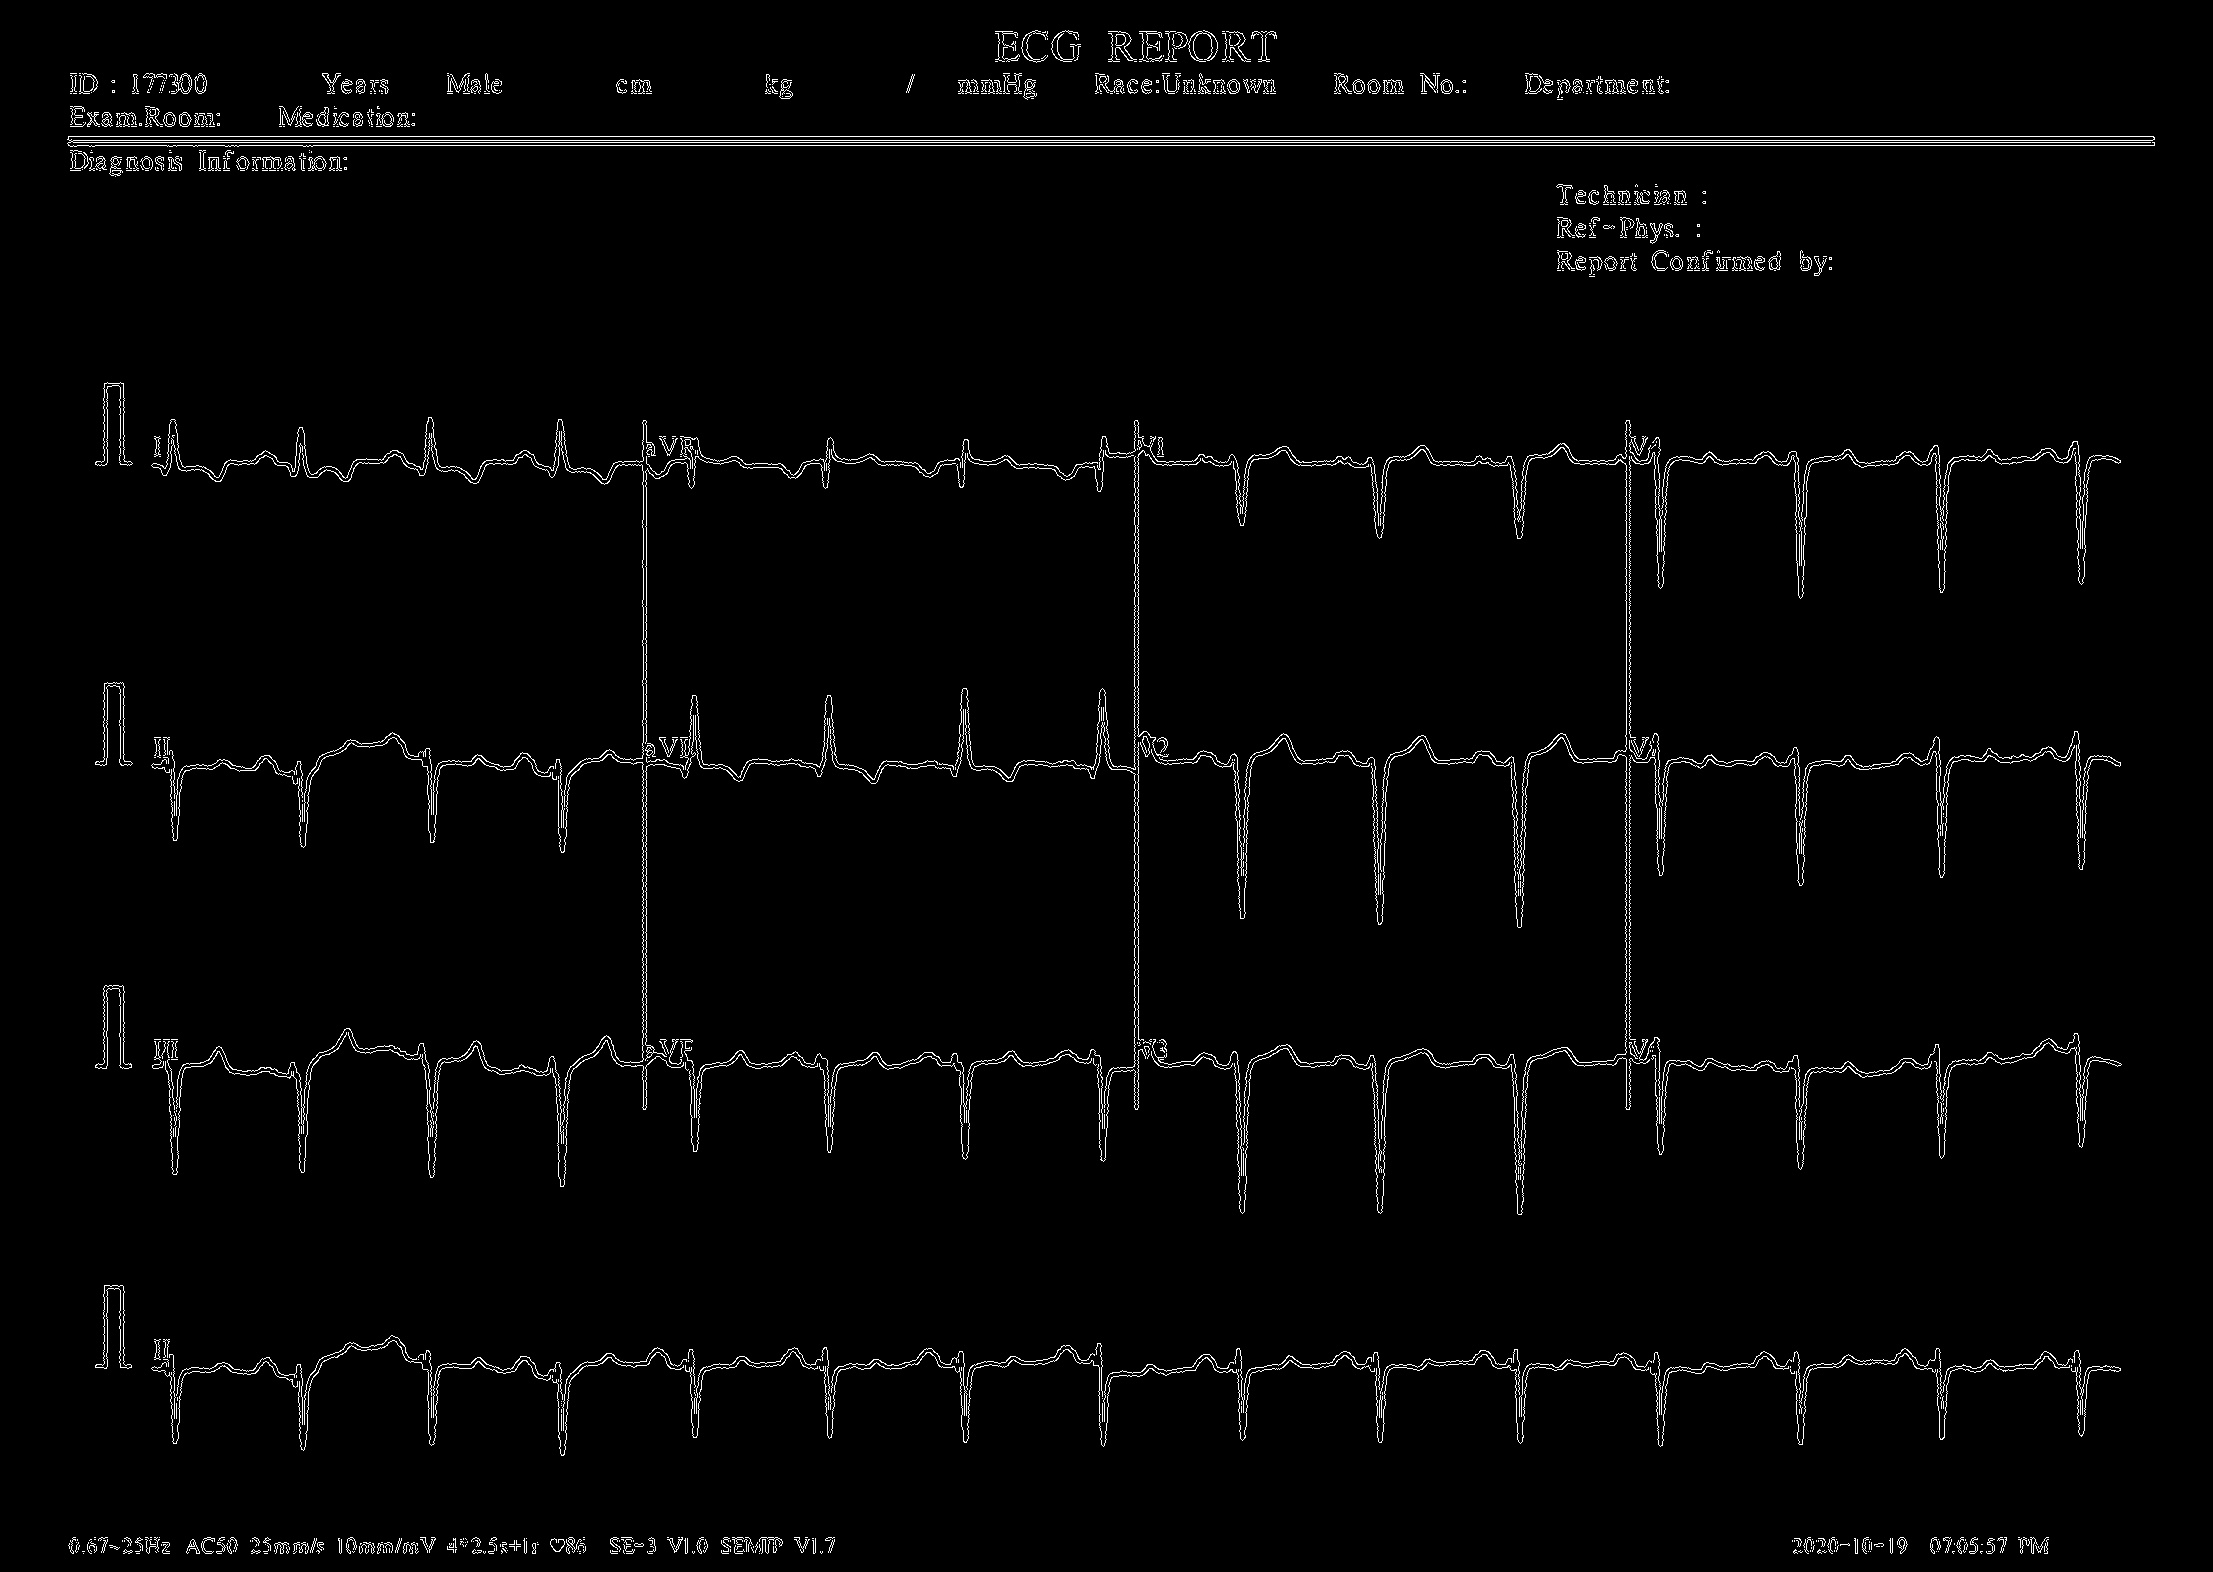 ECG REPORT
ID : 177300 Years Male cm kg / mmHg Race:Unknown Room No.: Department:
Exam.Room: Medication:
Diagnosis Information:
Technician :
Ref-Phys. :
Report Confirmed by:
I aVR V1
II aVL V2
III aVF V3
II
0.67~25Hz AC50 25mm/s 10mm/mV 4*2.5s+1r ♡86 SE-3 V1.0 SEMIP V1.7 2020-10-19 07:05:57 PM